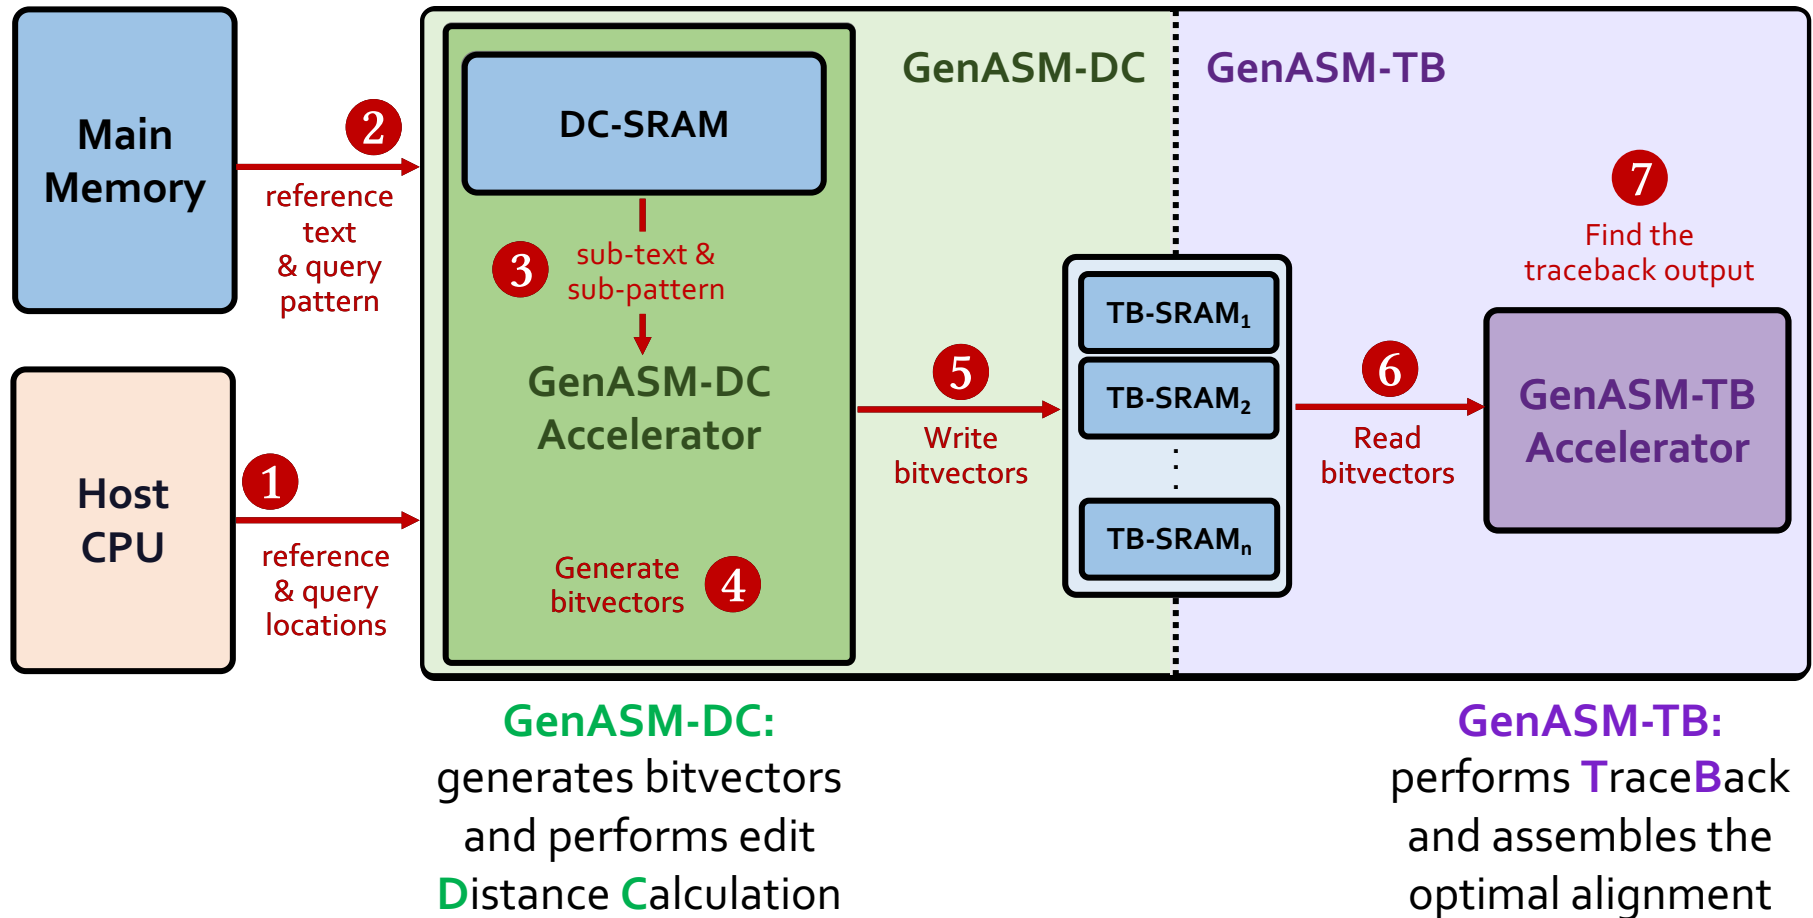 Main
Memory
2
reference
text
& query
pattern
Host
CPU
1
reference
& query
locations
GenASM-DC
DC-SRAM
3
sub-text &
sub-pattern
GenASM-DC
Accelerator
Generate
bitvectors
4
5
Write
bitvectors
GenASM-TB
TB-SRAM₁
TB-SRAM₂
⋮
TB-SRAMₙ
6
Read
bitvectors
7
Find the
traceback output
GenASM-TB
Accelerator
GenASM-DC:
generates bitvectors
and performs edit
Distance Calculation
GenASM-TB:
performs TraceBack
and assembles the
optimal alignment